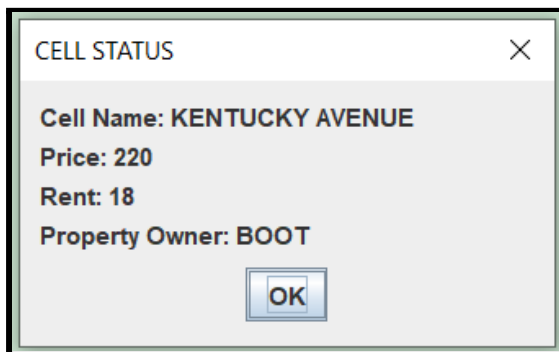 CELL STATUS
Cell Name: KENTUCKY AVENUE
Price: 220
Rent: 18
Property Owner: BOOT
OK